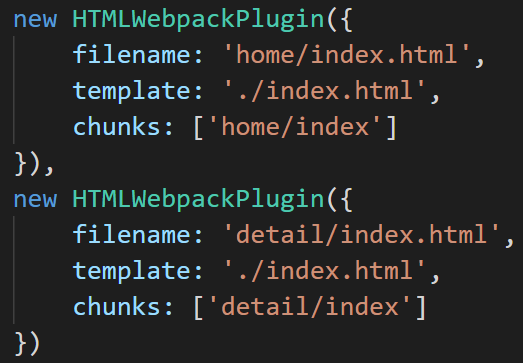 new HTMLWebpackPlugin({
    filename: 'home/index.html',
    template: './index.html',
    chunks: ['home/index']
}),
new HTMLWebpackPlugin({
    filename: 'detail/index.html',
    template: './index.html',
    chunks: ['detail/index']
})